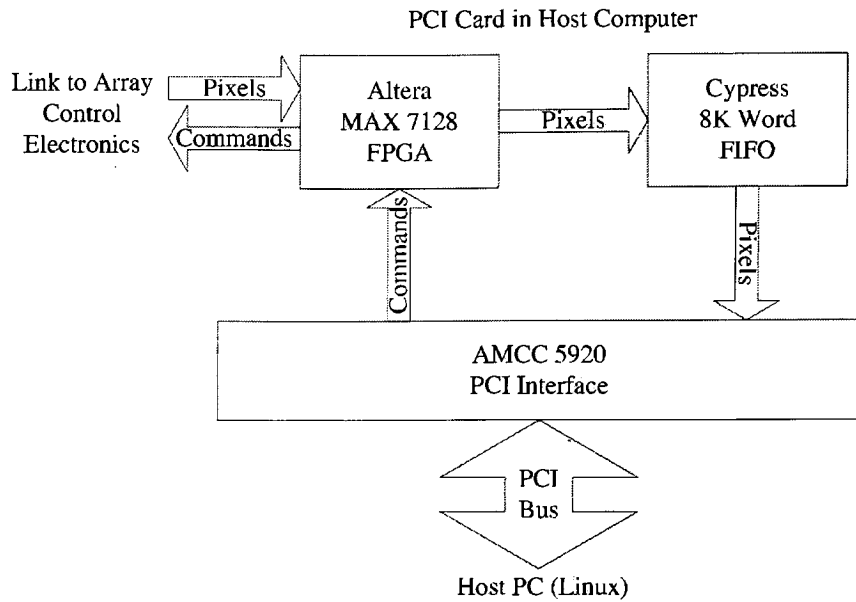 PCI Card in Host Computer
Link to Array
Control
Electronics
Pixels
Commands
Altera
MAX 7128
FPGA
Pixels
Cypress
8K Word
FIFO
Commands
Pixels
AMCC 5920
PCI Interface
PCI
Bus
Host PC (Linux)